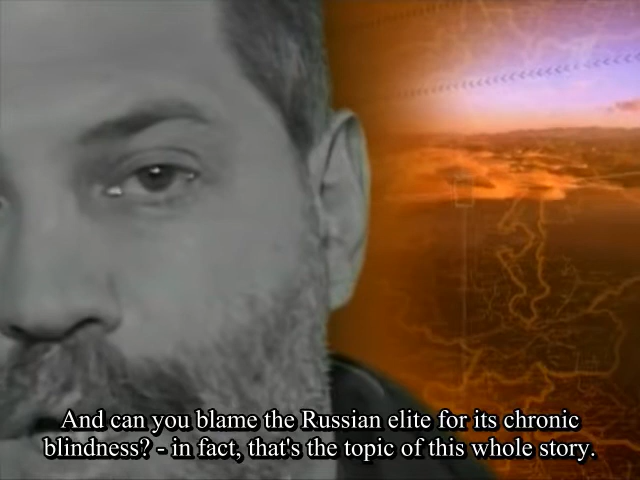 And can you blame the Russian elite for its chronic
blindness? - in fact, that's the topic of this whole story.